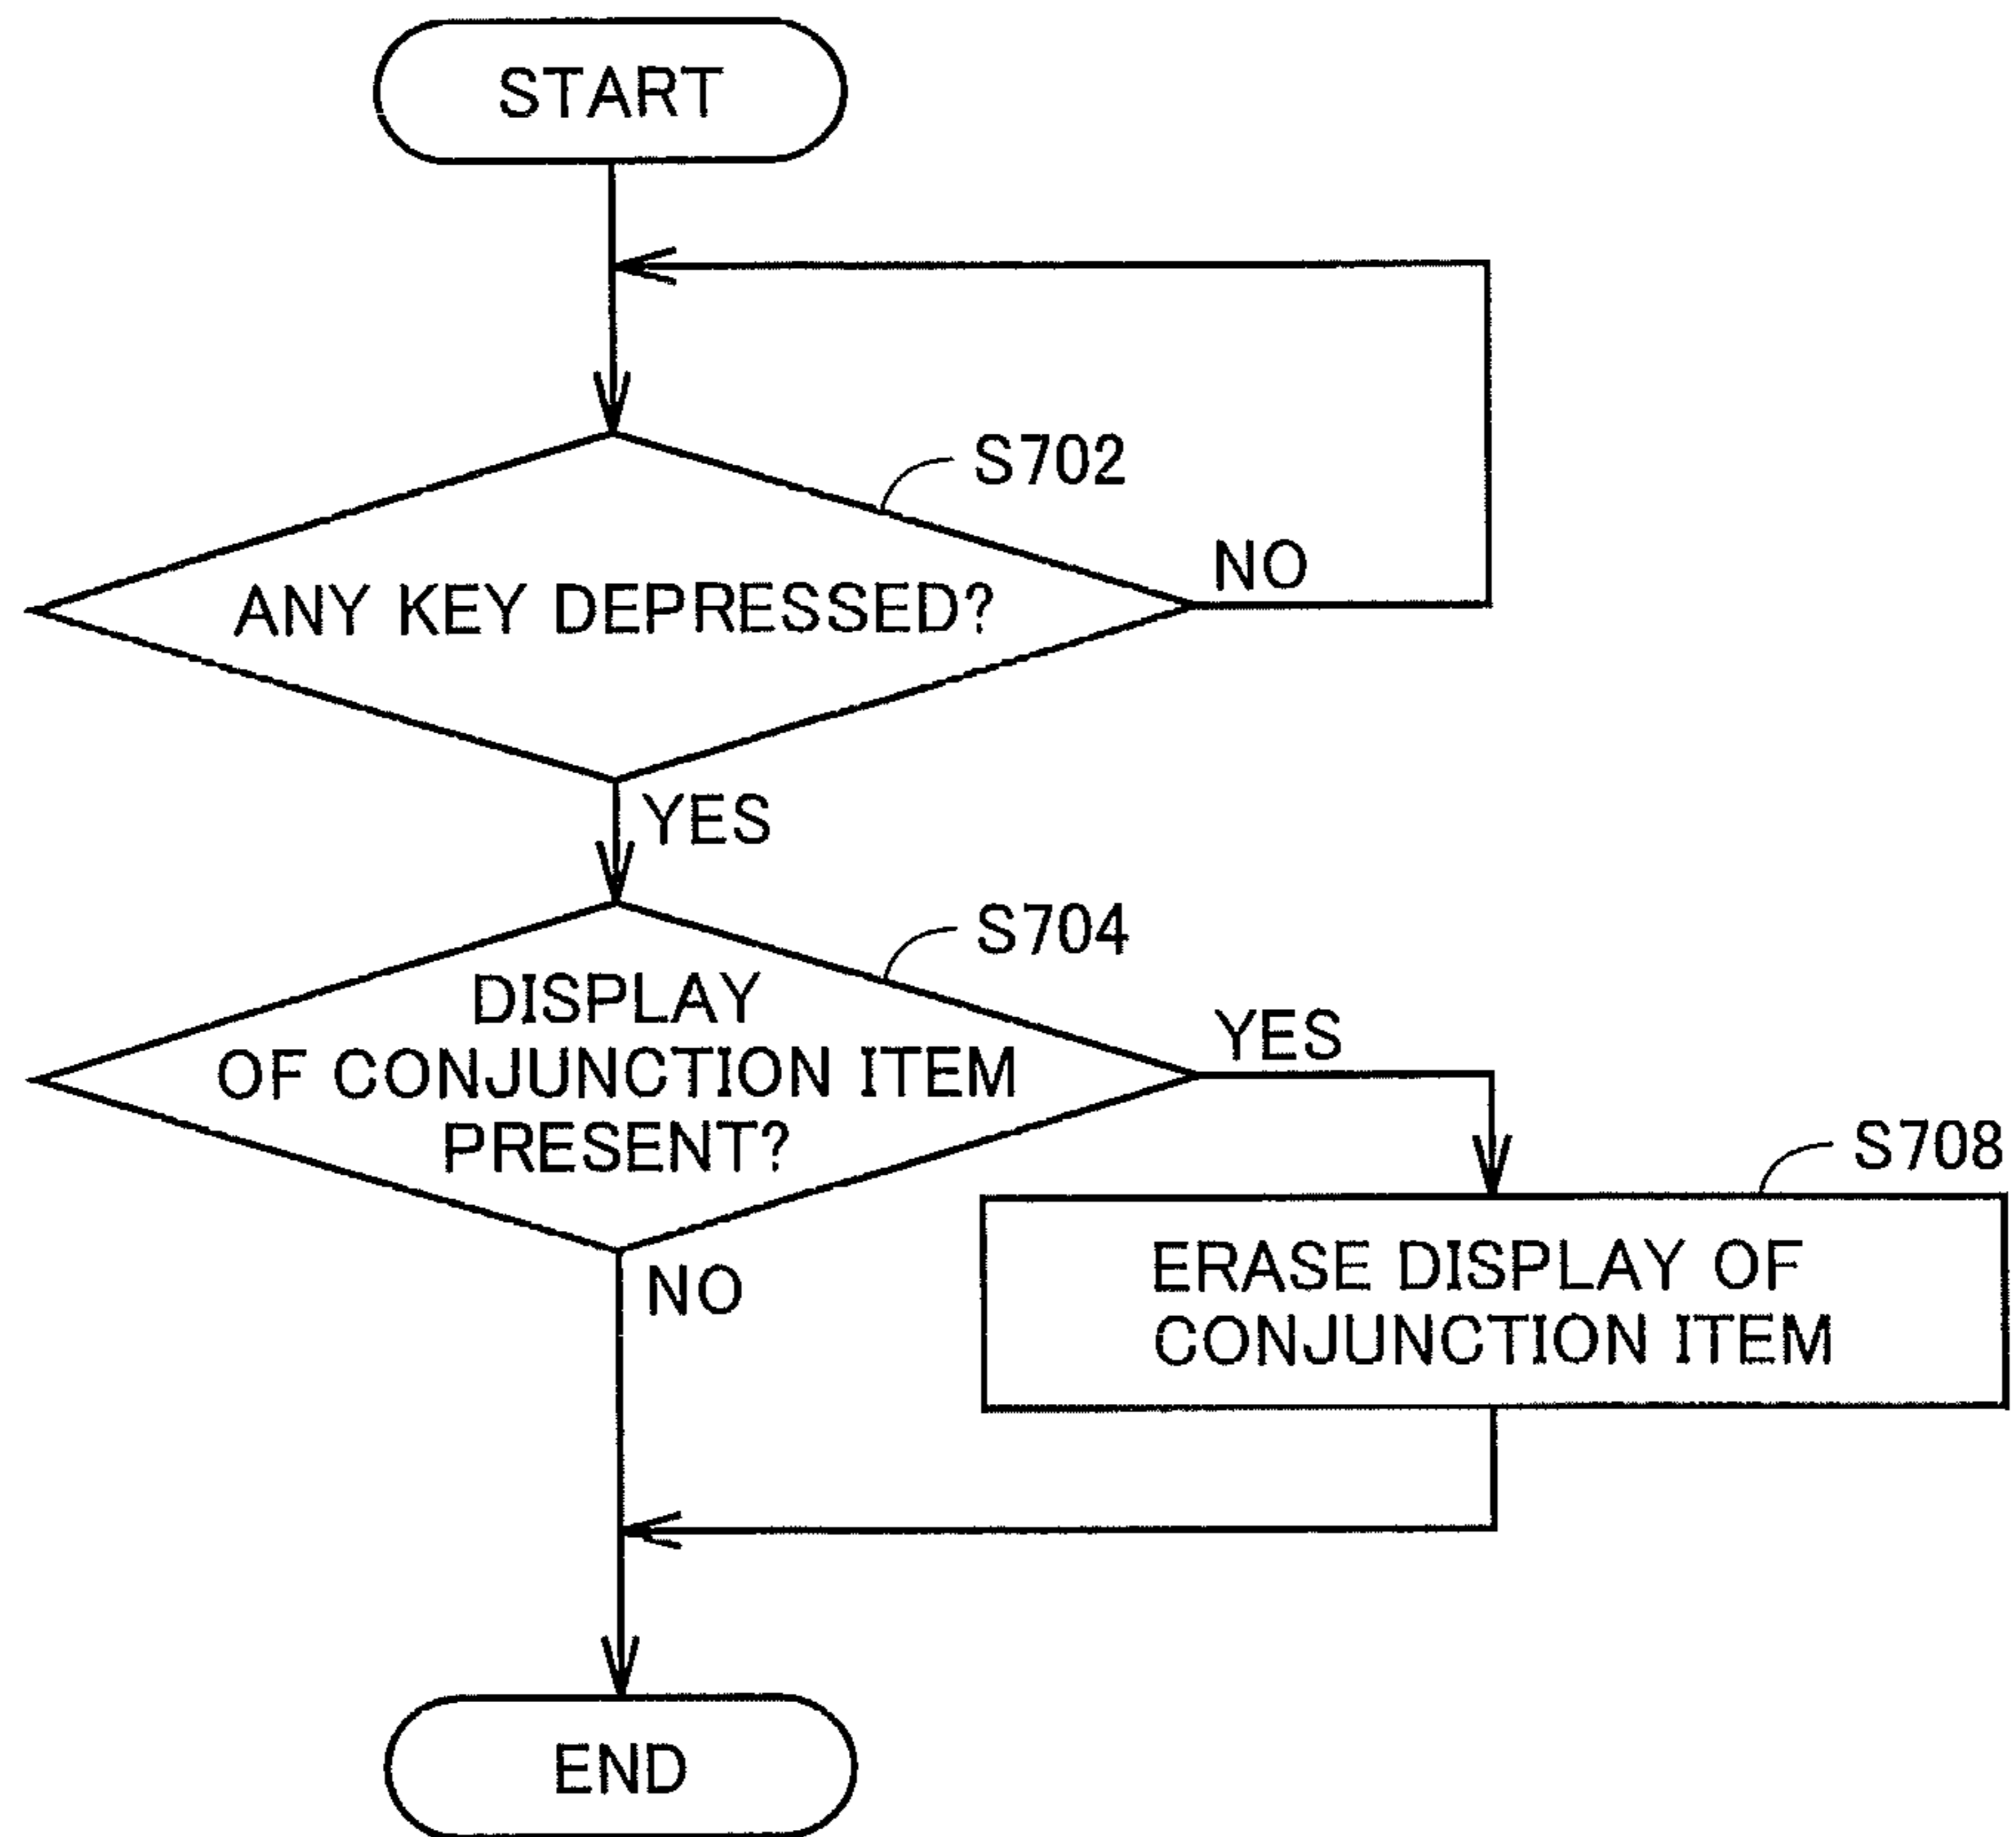 START
S702
ANY KEY DEPRESSED?
NO
YES
S704
DISPLAY
OF CONJUNCTION ITEM
PRESENT?
YES
S708
ERASE DISPLAY OF
CONJUNCTION ITEM
NO
END